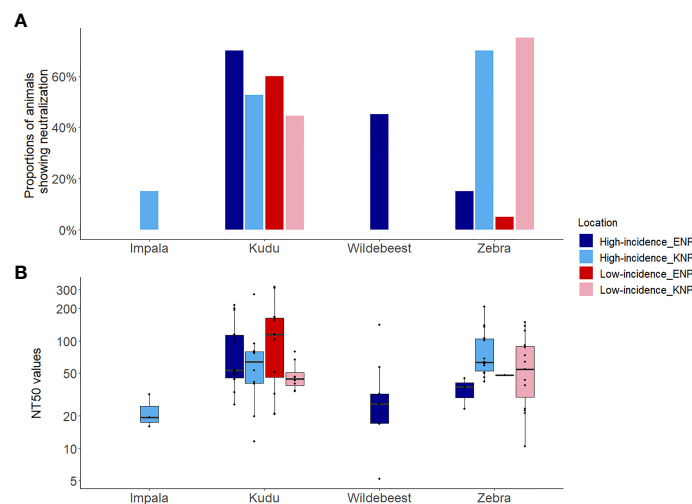 A
Proportions of animals
showing neutralization
60%
40%
20%
0%
Impala Kudu Wildebeest Zebra
Location
High-incidence_ENP
High-incidence_KNP
Low-incidence_ENP
Low-incidence_KNP
B
NT50 values
300
200
100
50
20
10
5
Impala Kudu Wildebeest Zebra